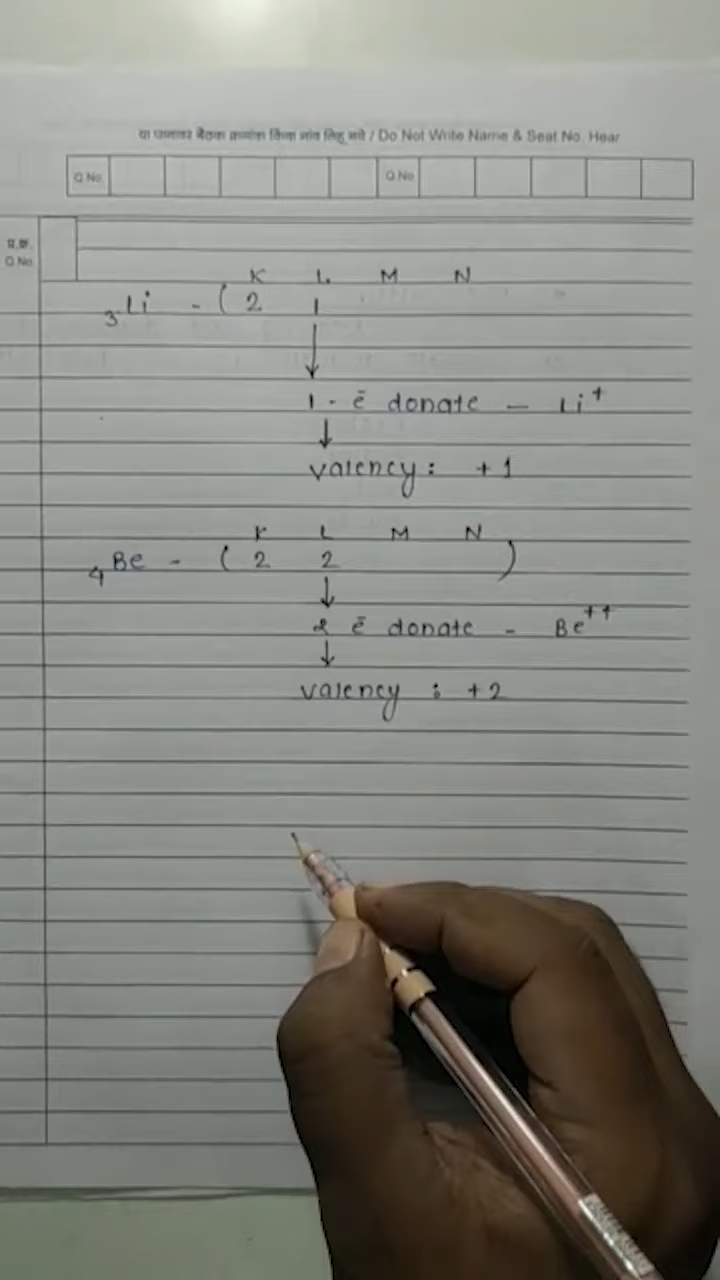 / Do Not Write Name & Seat No. Hear
Q.No. Q.No
प्र.क्र.
Q.No.
K L M N
3Li - ( 2 1
↓
1 - ē donate - Li⁺
↓
valency : +1
K L M N
4Be - ( 2 2 )
↓
2 ē donate - Be⁺⁺
↓
valency : +2